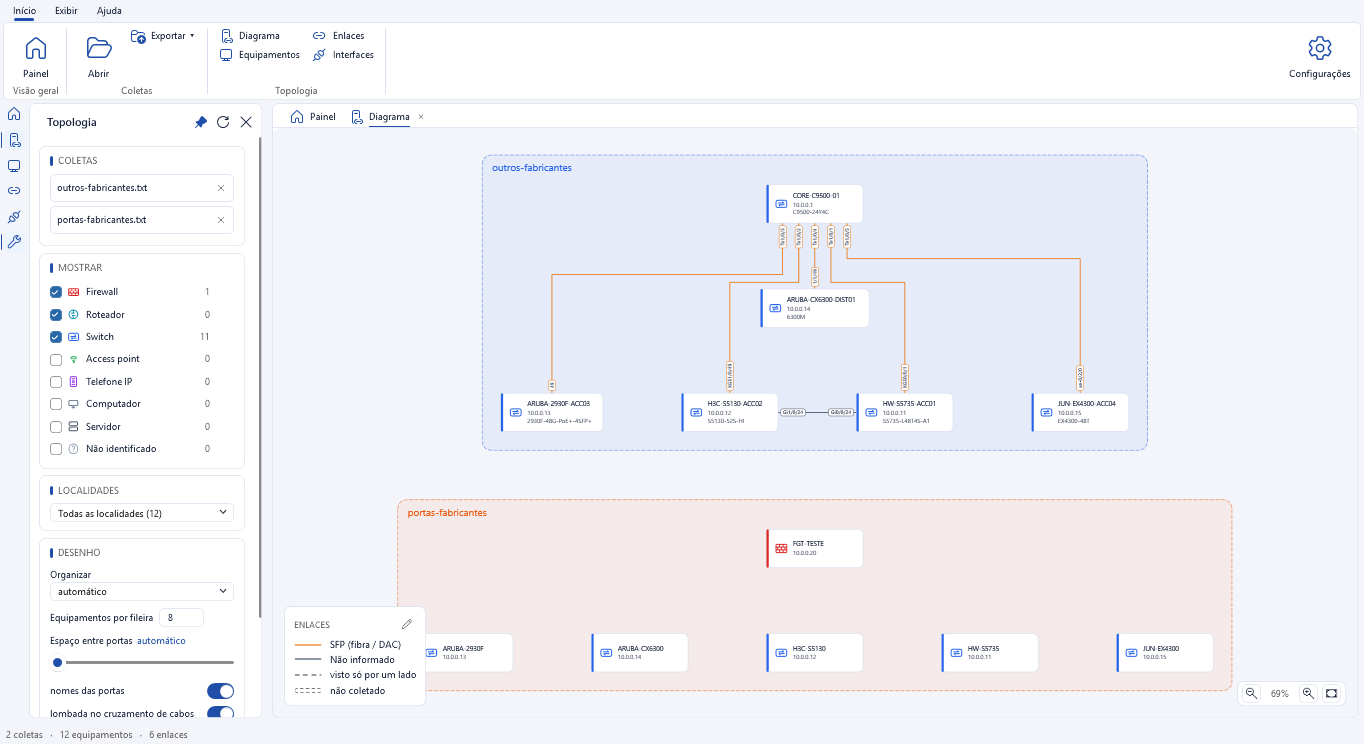 Início Exibir Ajuda
Exportar
Diagrama
Enlaces
Equipamentos
Interfaces
Painel
Abrir
Configurações
Visão geral
Coletas
Topologia
Topologia
Painel
Diagrama ×
COLETAS
outros-fabricantes.txt ×
portas-fabricantes.txt ×
MOSTRAR
Firewall 1
Roteador 0
Switch 11
Access point 0
Telefone IP 0
Computador 0
Servidor 0
Não identificado 0
LOCALIDADES
Todas as localidades (12)
DESENHO
Organizar
automático
Equipamentos por fileira 8
Espaço entre portas automático
nomes das portas
lombada no cruzamento de cabos
outros-fabricantes
CORE-C9500-01
10.0.0.1
C9500-24Y4C
ARUBA-CX6300-DIST01
10.0.0.14
6300M
ARUBA-2930F-ACC03
10.0.0.13
2930F-48G-PoE+-4SFP+
H3C-S5130-ACC02
10.0.0.12
S5130-52S-HI
Gi1/0/24
Gi0/0/24
HW-S5735-ACC01
10.0.0.11
S5735-L48T4S-A1
JUN-EX4300-ACC04
10.0.0.15
EX4300-48T
portas-fabricantes
FGT-TESTE
10.0.0.20
ARUBA-2930F
10.0.0.13
ARUBA-CX6300
10.0.0.14
H3C-S5130
10.0.0.12
HW-S5735
10.0.0.11
JUN-EX4300
10.0.0.15
ENLACES
SFP (fibra / DAC)
Não informado
visto só por um lado
não coletado
69%
2 coletas · 12 equipamentos · 6 enlaces